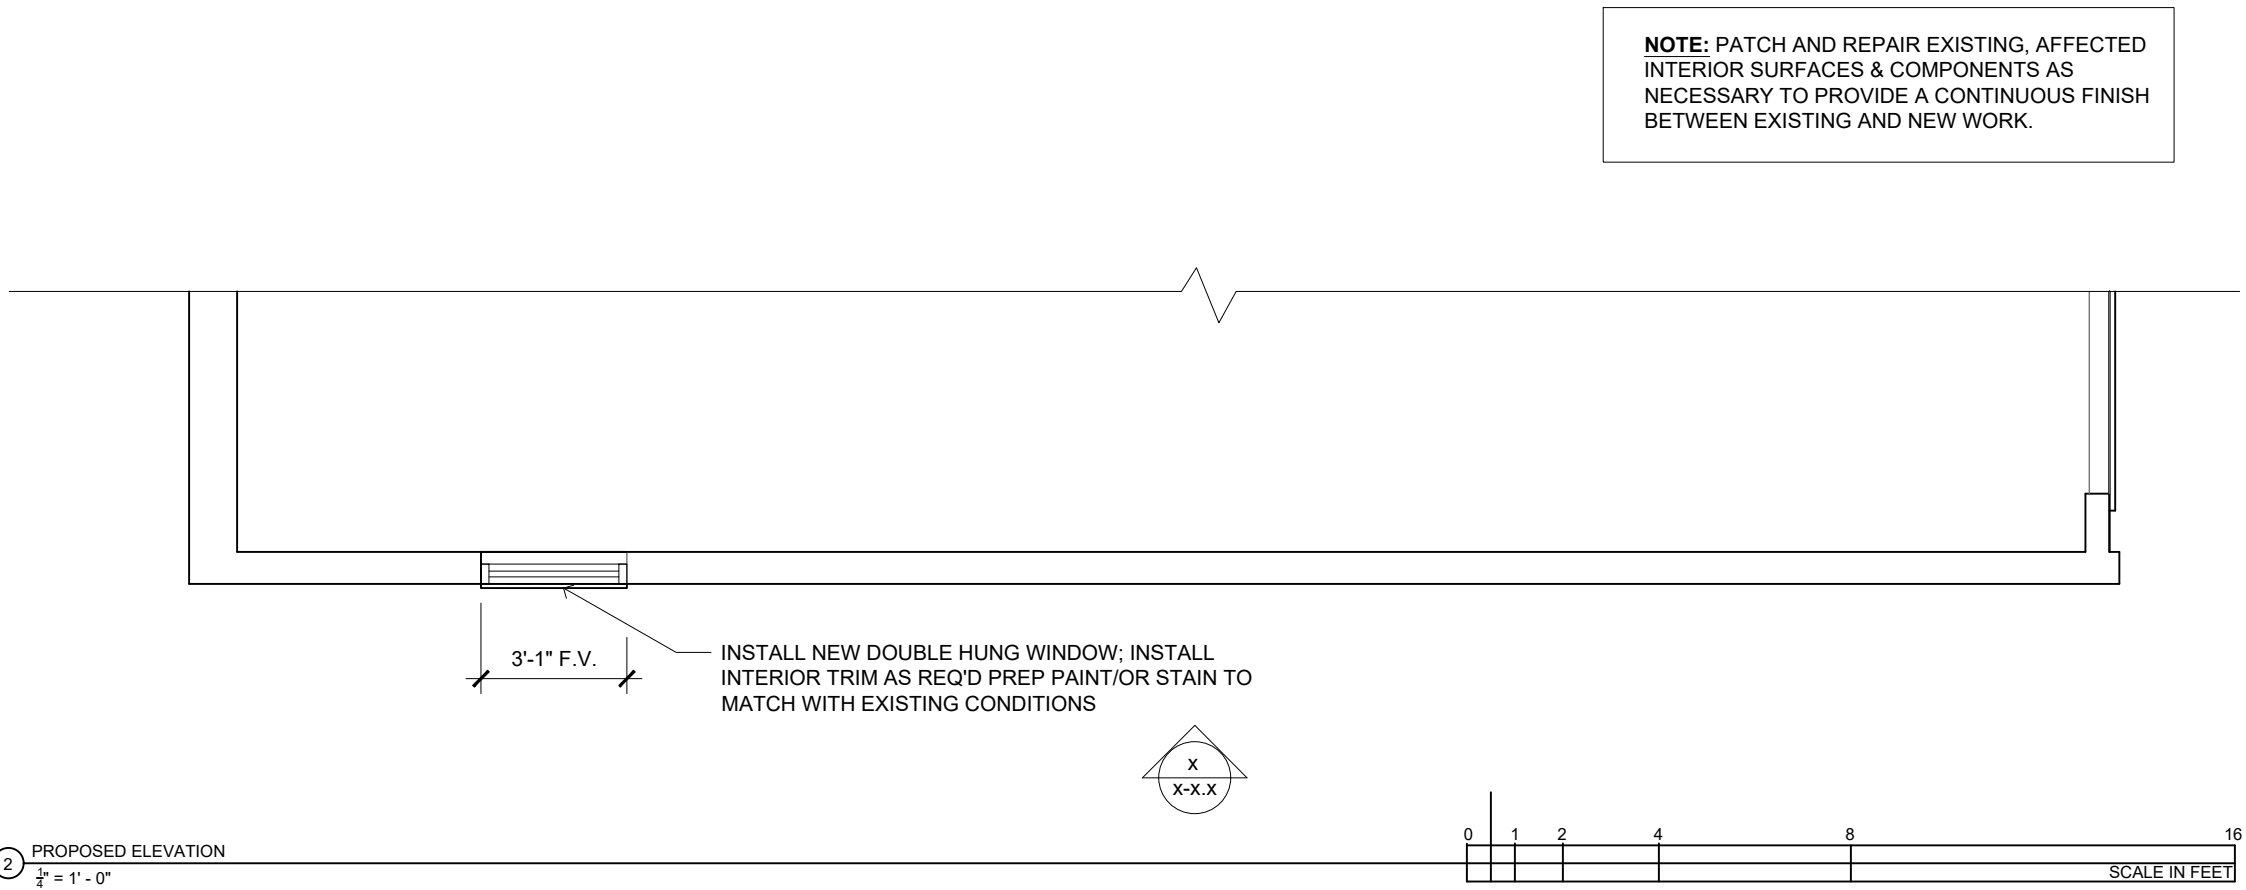 NOTE: PATCH AND REPAIR EXISTING, AFFECTED
INTERIOR SURFACES & COMPONENTS AS
NECESSARY TO PROVIDE A CONTINUOUS FINISH
BETWEEN EXISTING AND NEW WORK.
3'-1" F.V.
INSTALL NEW DOUBLE HUNG WINDOW; INSTALL
INTERIOR TRIM AS REQ'D PREP PAINT/OR STAIN TO
MATCH WITH EXISTING CONDITIONS
X
X-X.X
2 PROPOSED ELEVATION
1/4" = 1' - 0"
0 1 2 4 8 16
SCALE IN FEET